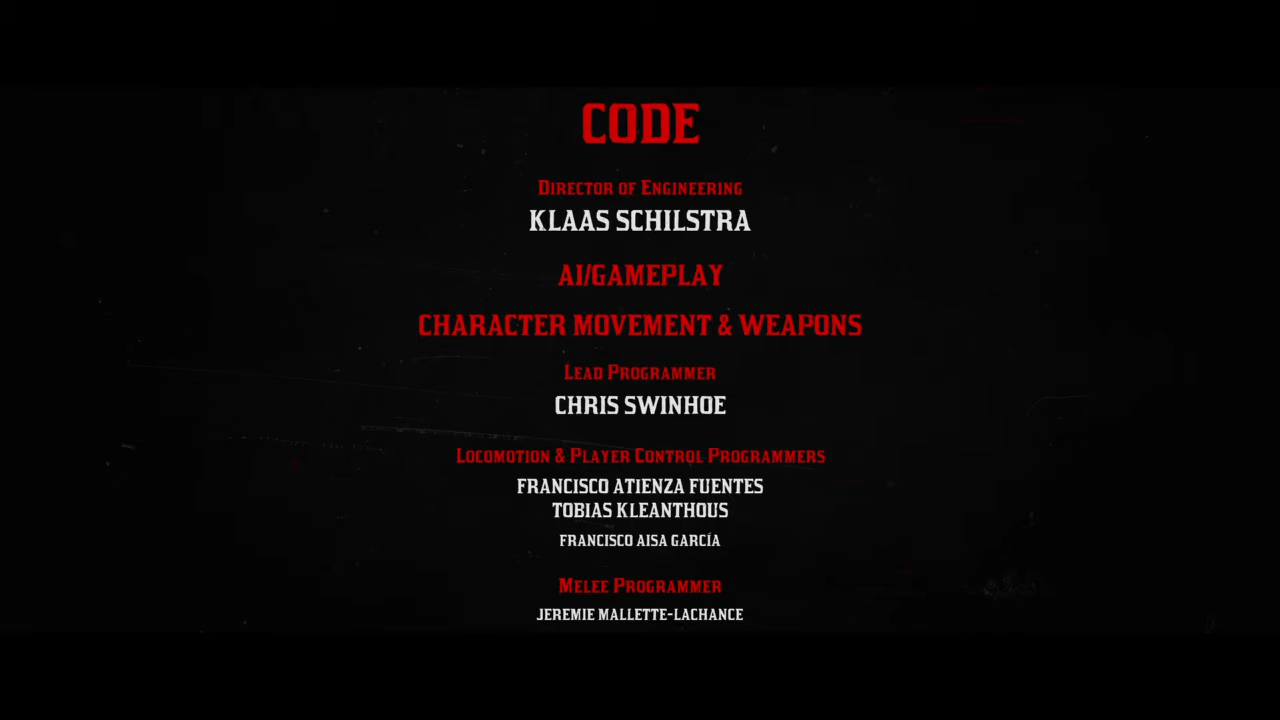 CODE
DIRECTOR OF ENGINEERING
KLAAS SCHILSTRA
AI/GAMEPLAY
CHARACTER MOVEMENT & WEAPONS
LEAD PROGRAMMER
CHRIS SWINHOE
LOCOMOTION & PLAYER CONTROL PROGRAMMERS
FRANCISCO ATIENZA FUENTES
TOBIAS KLEANTHOUS
FRANCISCO AISA GARCÍA
MELEE PROGRAMMER
JEREMIE MALLETTE-LACHANCE